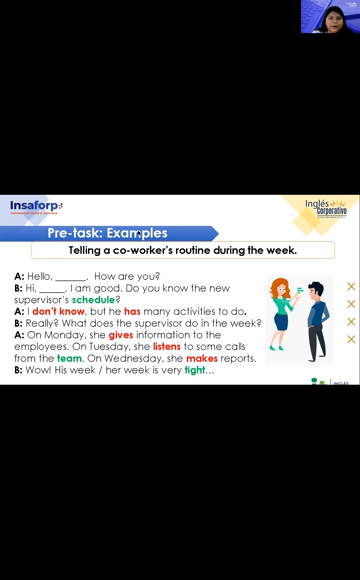 Insaforp
Inglés
Corporativo
Pre-task: Examples
Telling a co-worker's routine during the week.
A: Hello, ______. How are you?
B: Hi, _____. I am good. Do you know the new
supervisor's schedule?
A: I don't know, but he has many activities to do.
B: Really? What does the supervisor do in the week?
A: On Monday, she gives information to the
employees. On Tuesday, she listens to some calls
from the team. On Wednesday, she makes reports.
B: Wow! His week / her week is very tight...